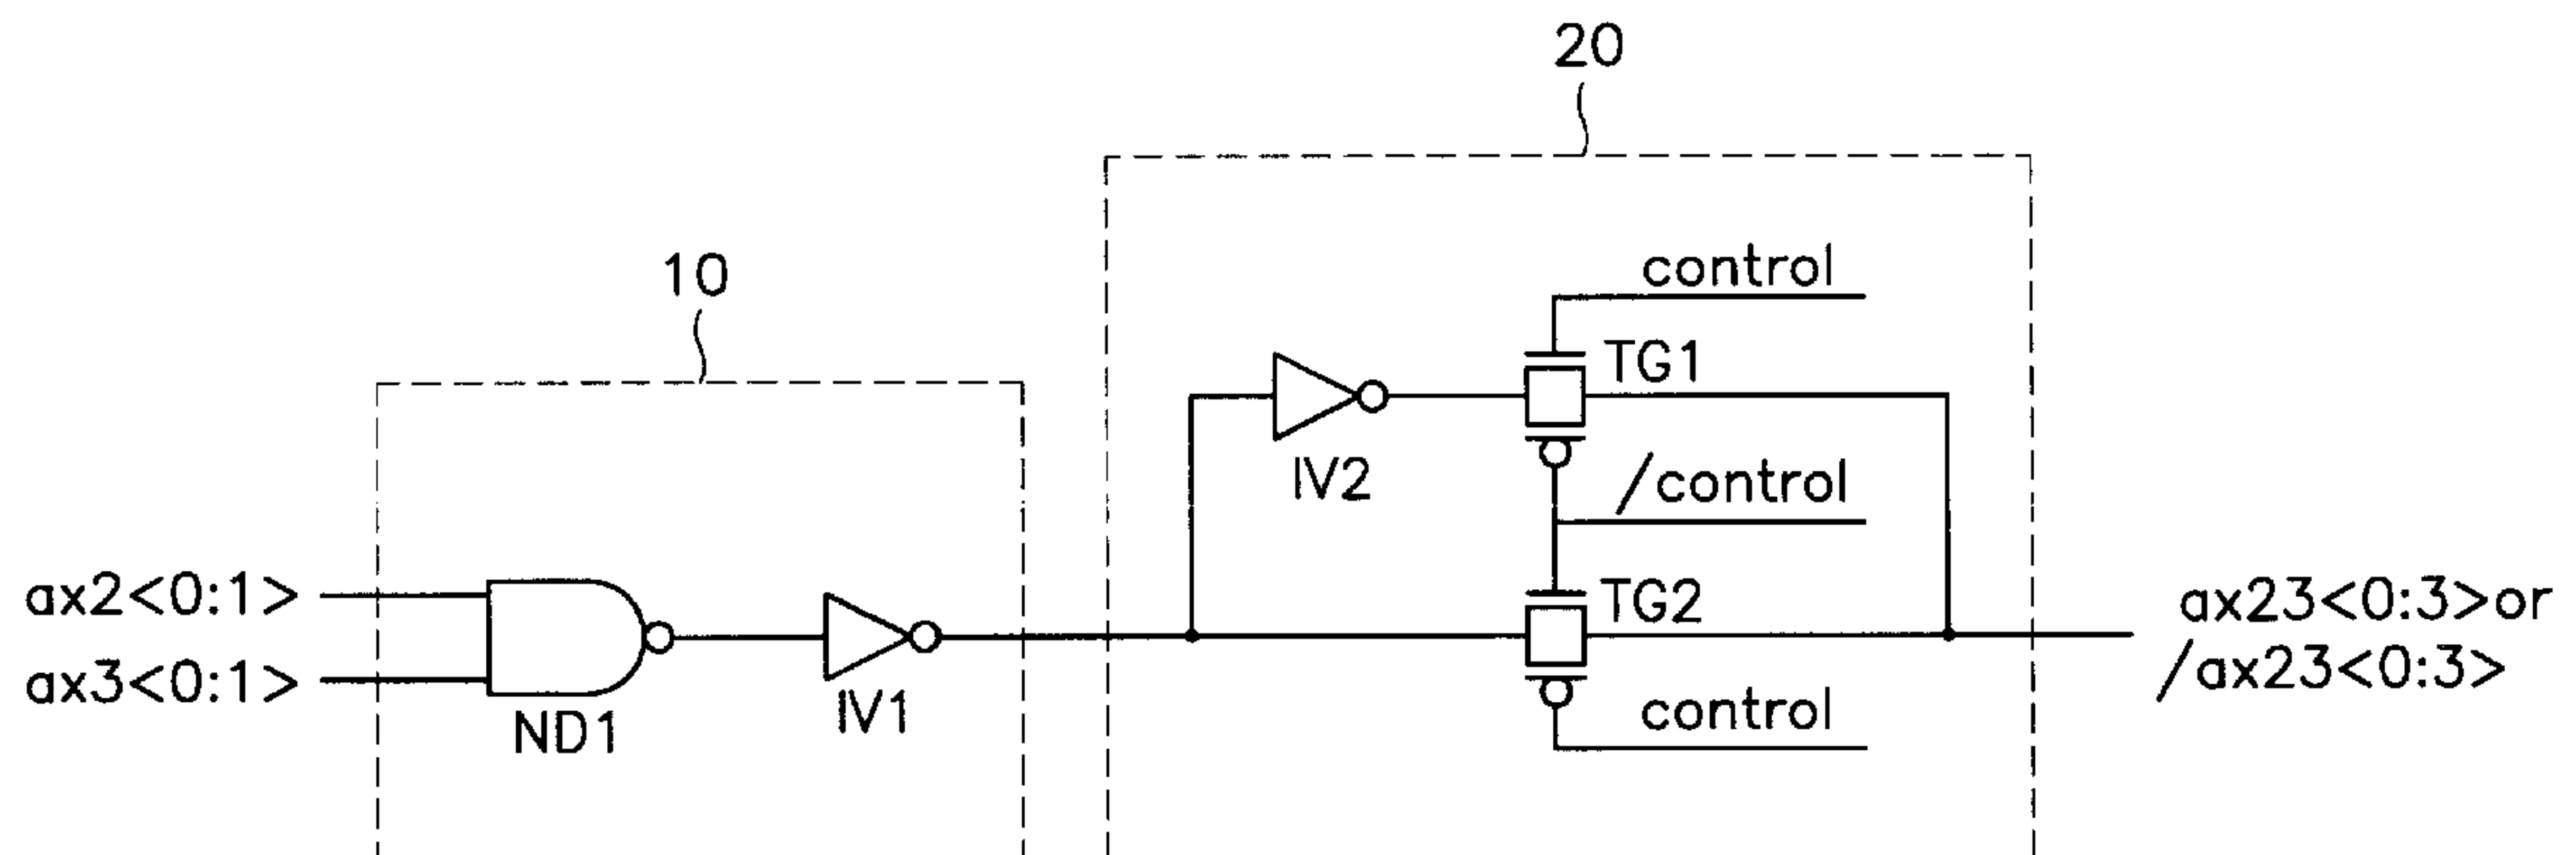 20
10
control
TG1
IV2
/control
ax2<0:1>
TG2
ax23<0:3>or
ax3<0:1>
/ax23<0:3>
ND1
IV1
control